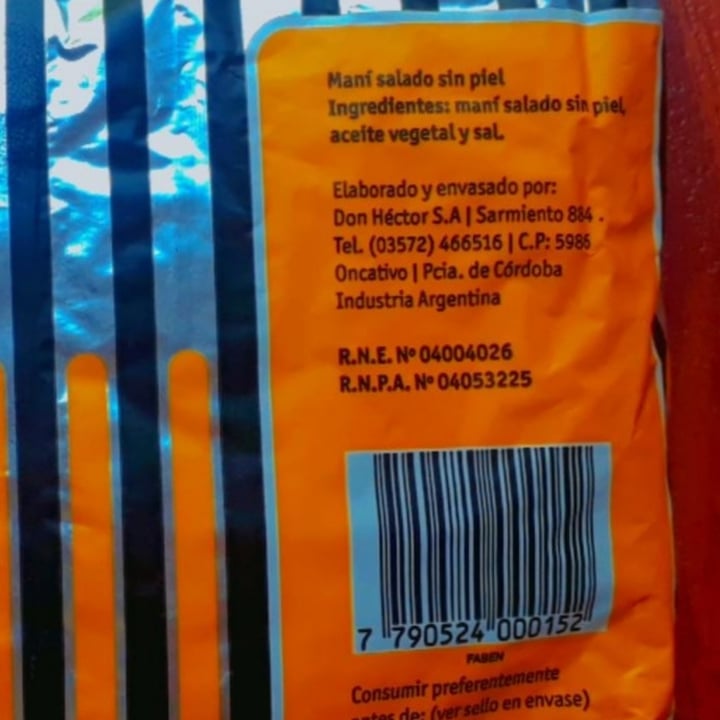 Maní salado sin piel
Ingredientes: maní salado sin piel,
aceite vegetal y sal.
Elaborado y envasado por:
Don Héctor S.A | Sarmiento 884 .
Tel. (03572) 466516 | C.P: 5986
Oncativo | Pcia. de Córdoba
Industria Argentina
R.N.E. Nº 04004026
R.N.P.A. Nº 04053225
7 790524 000152
FABEN
Consumir preferentemente
antes de: (ver sello en envase)